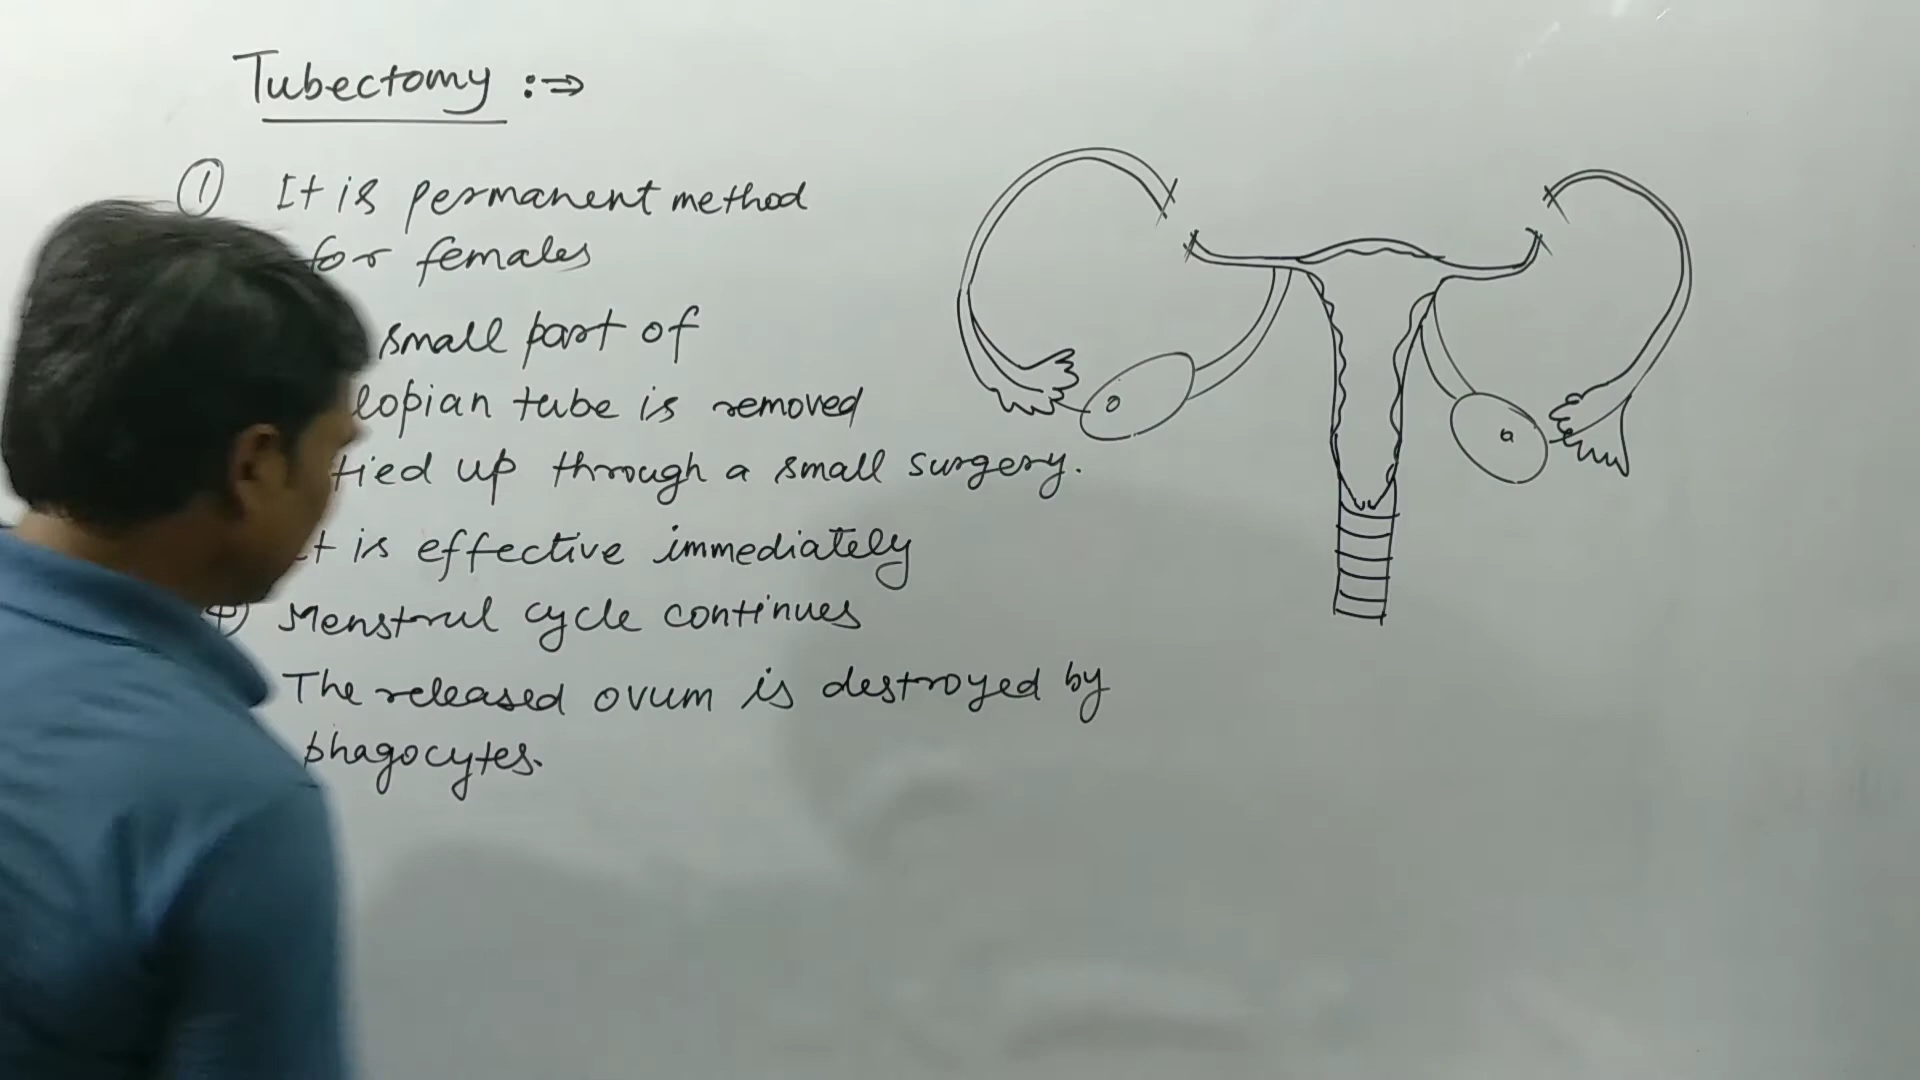 Tubectomy :⇒
① It is permanent method
for females
small part of
lopian tube is removed
tied up through a small surgery.
t is effective immediately
④ Menstrul cycle continues
The released ovum is destroyed by
phagocytes.